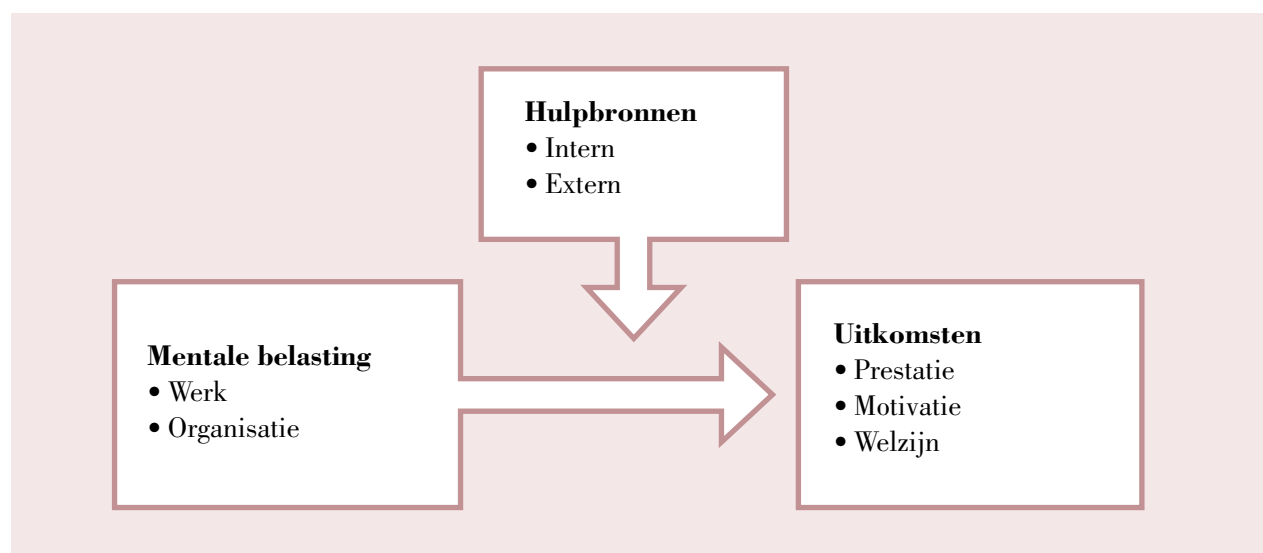 Hulpbronnen
• Intern
• Extern
Mentale belasting
• Werk
• Organisatie
Uitkomsten
• Prestatie
• Motivatie
• Welzijn